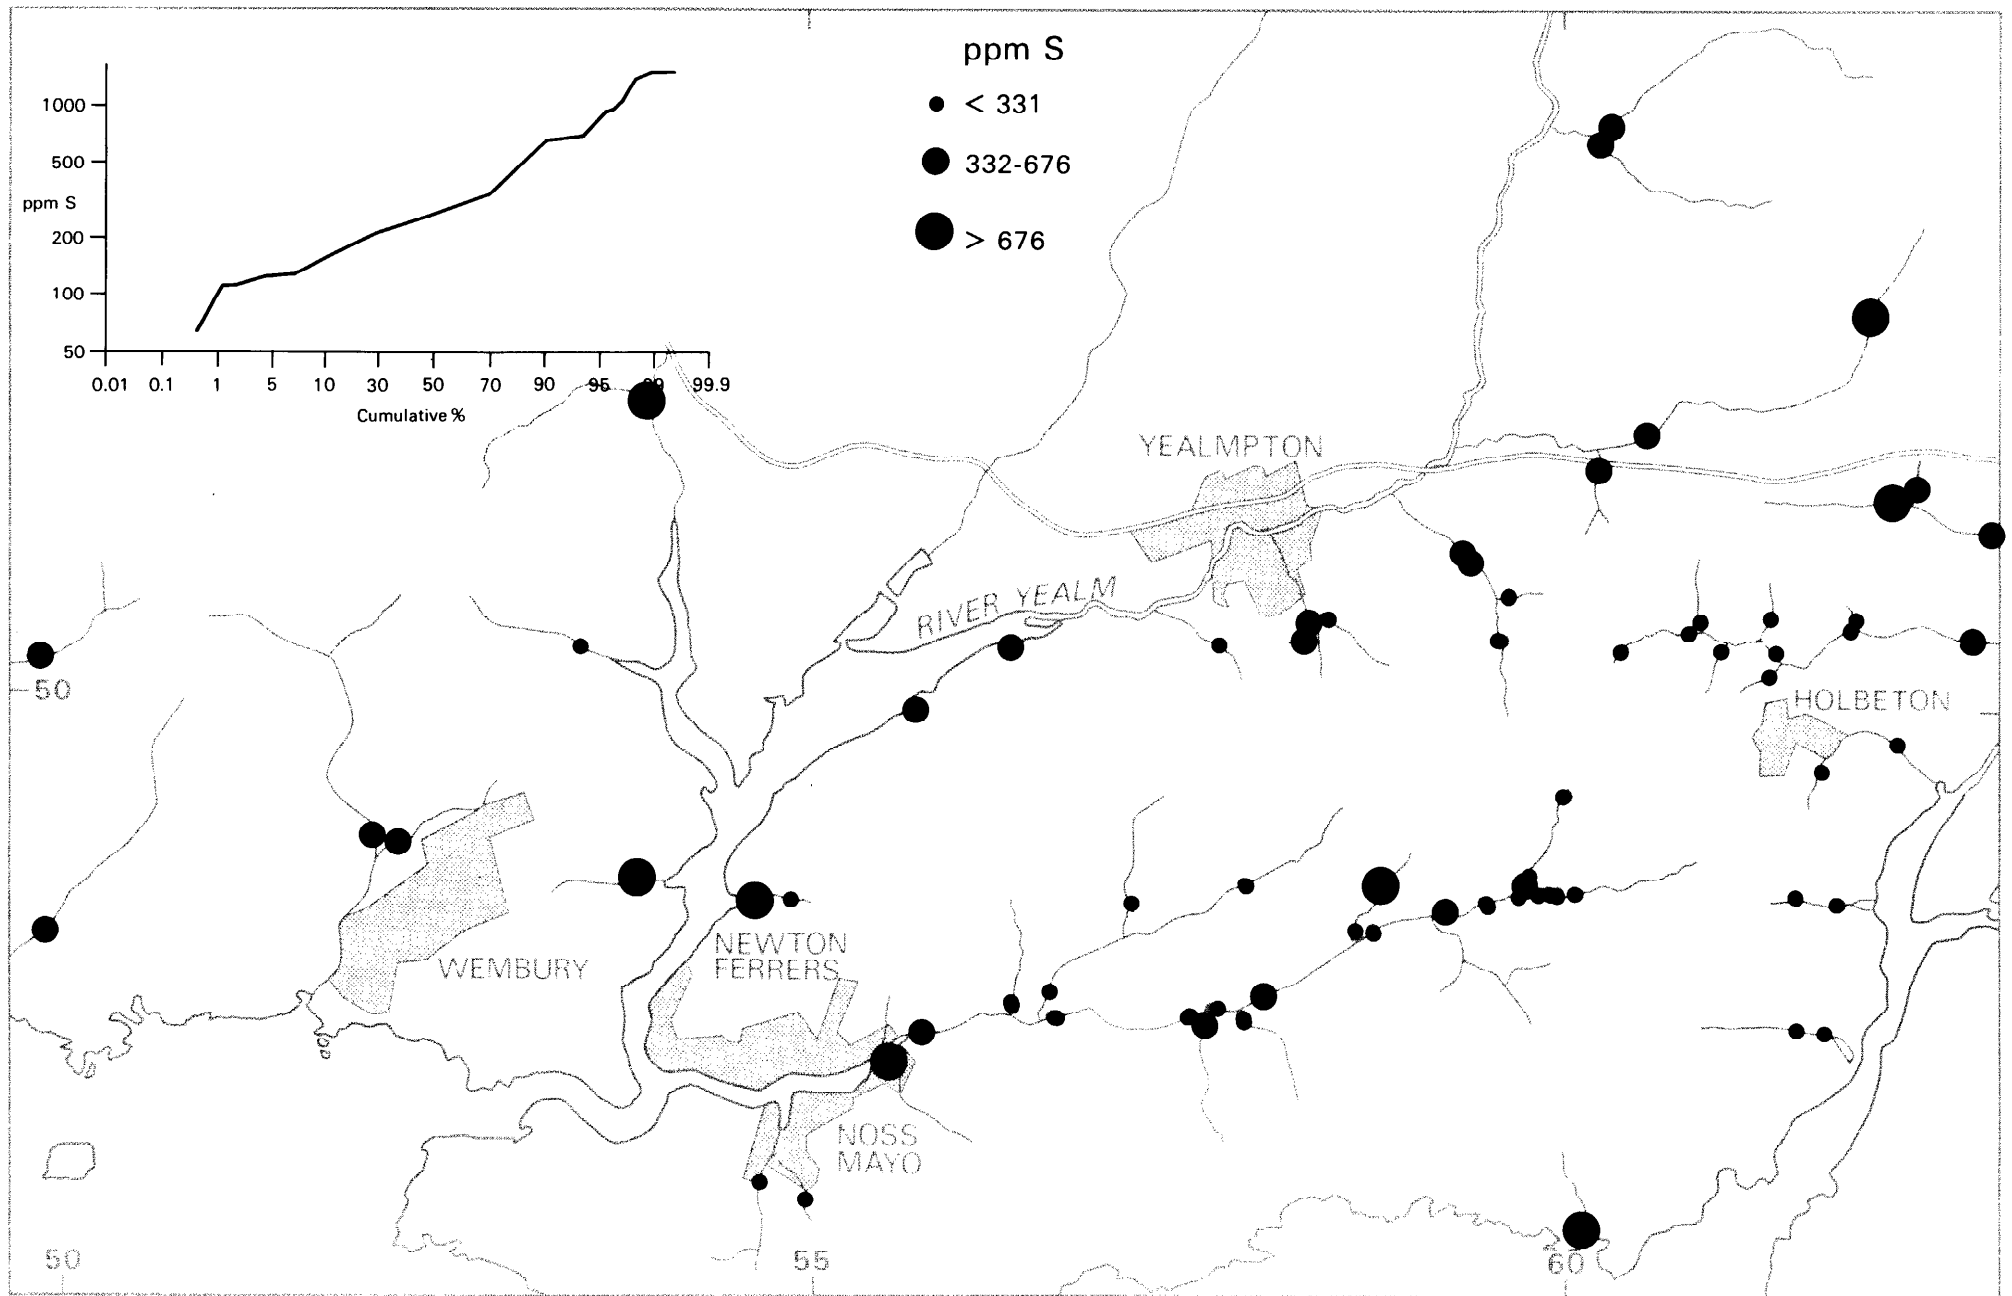 ppm S
< 331
332-676
> 676
1000
500
ppm S
200
100
50
0.01 0.1 1 5 10 30 50 70 90 95 99 99.9
Cumulative %
YEALMPTON
RIVER YEALM
50
HOLBETON
NEWTON
FERRERS
WEMBURY
NOSS
MAYO
50
55
60